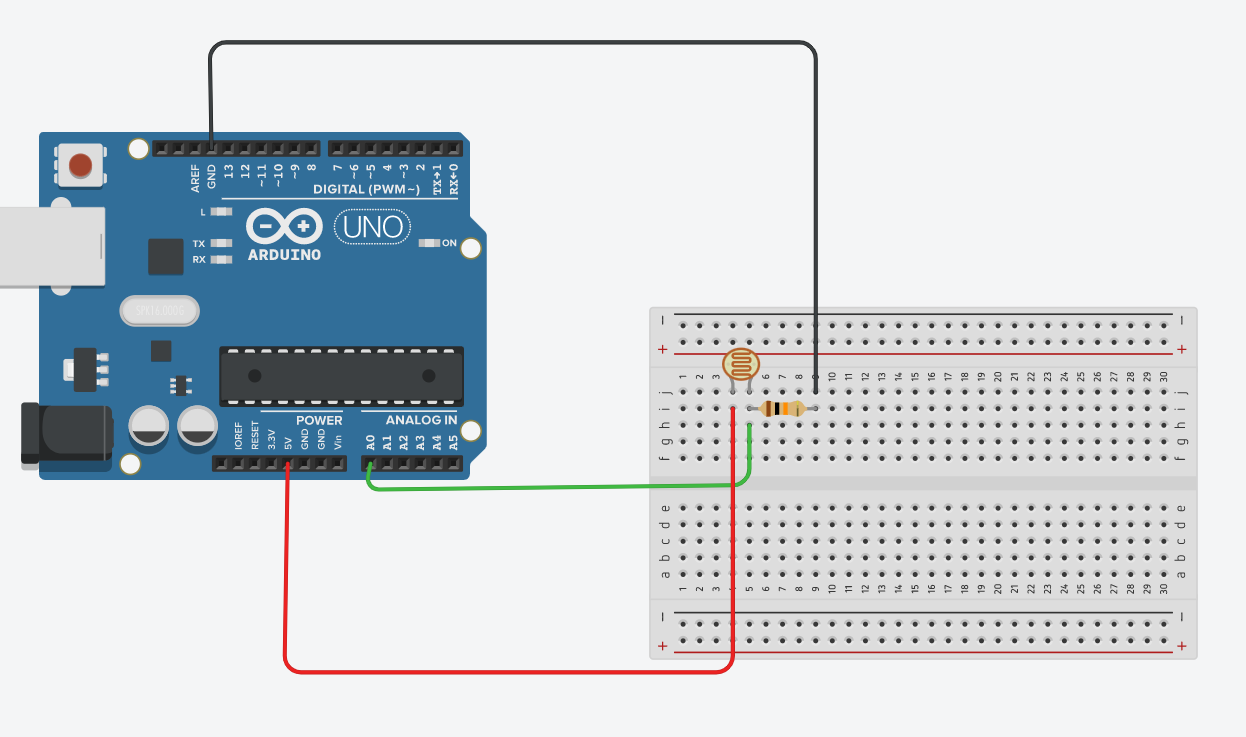 AREF
GND
13
12
~11
~10
~9
8
7
~6
~5
4
~3
2
TX→1
RX←0
DIGITAL (PWM~)
L
TX
RX
ARDUINO
UNO
ON
POWER
ANALOG IN
IOREF
RESET
3.3V
5V
GND
GND
Vin
A0
A1
A2
A3
A4
A5
− −
+ +
1 2 3 6 7 8 9 10 11 12 13 14 15 16 17 18 19 20 21 22 23 24 25 26 27 28 29 30
j j
i i
h h
g g
f f
e e
d d
c c
b b
a a
1 2 3 5 6 7 8 9 10 11 12 13 14 15 16 17 18 19 20 21 22 23 24 25 26 27 28 29 30
− −
+ +